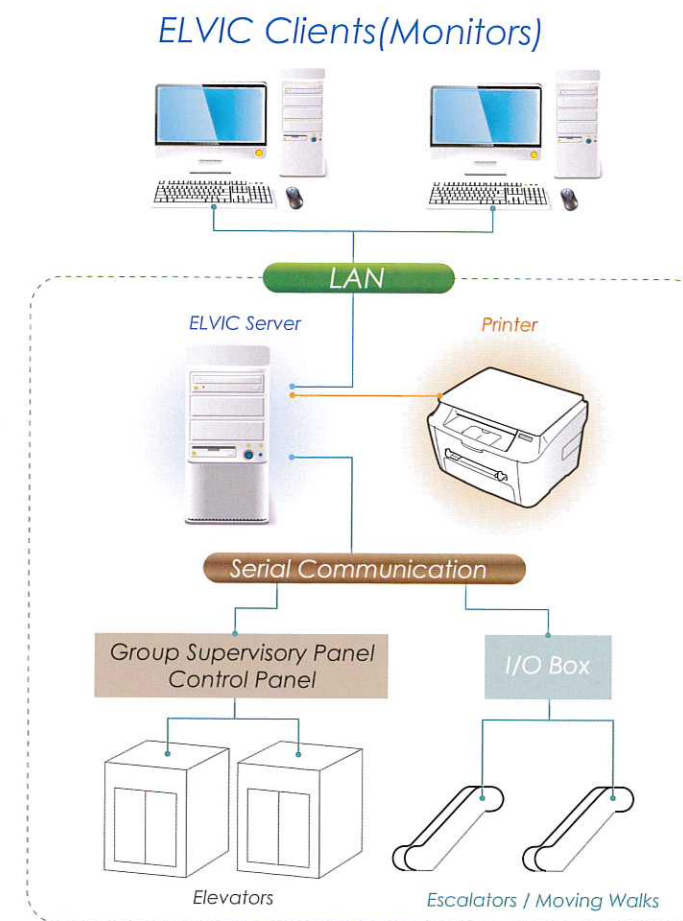 ELVIC Clients(Monitors)
LAN
ELVIC Server
Printer
Serial Communication
Group Supervisory Panel
Control Panel
I/O Box
Elevators
Escalators / Moving Walks